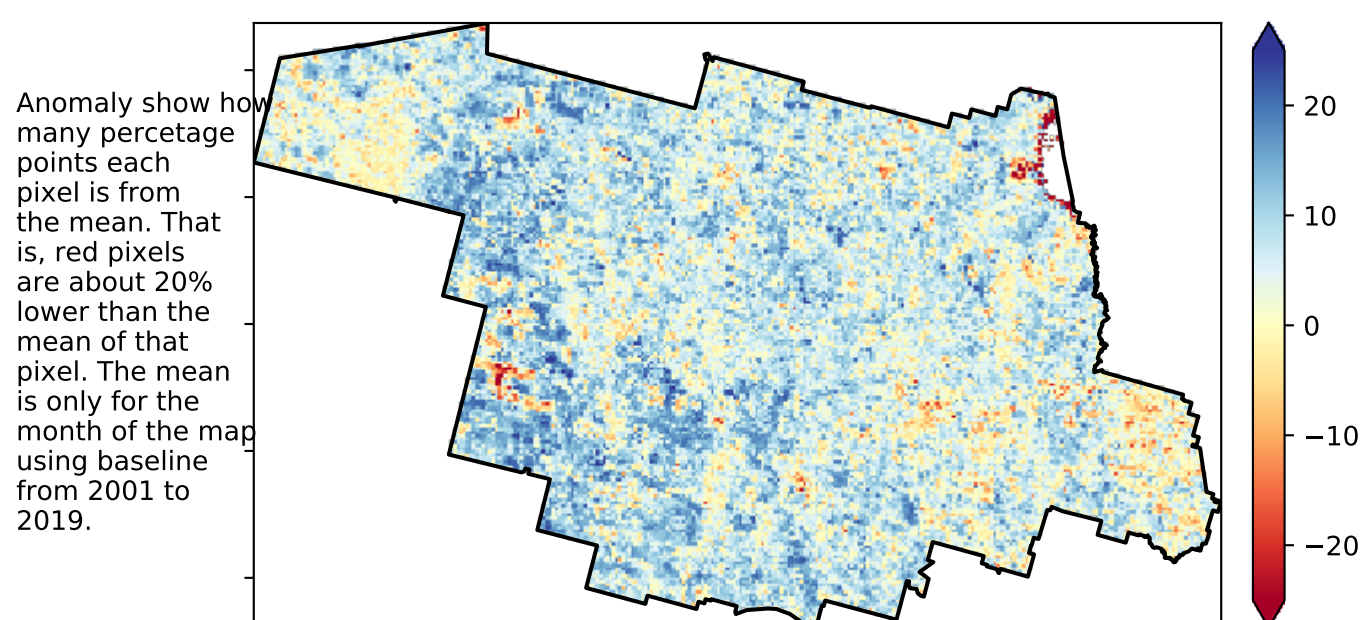 Anomaly show how
many percetage
points each
pixel is from
the mean. That
is, red pixels
are about 20%
lower than the
mean of that
pixel. The mean
is only for the
month of the map
using baseline
from 2001 to
2019.
20
10
0
−10
−20